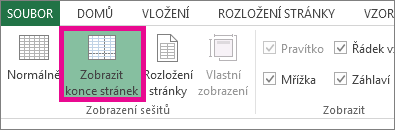 SOUBOR DOMŮ VLOŽENÍ ROZLOŽENÍ STRÁNKY VZOR
Normálně Zobrazit konce stránek Rozložení stránky Vlastní zobrazení
Pravítko Řádek v
Mřížka Záhlaví
Zobrazení sešitů Zobrazit